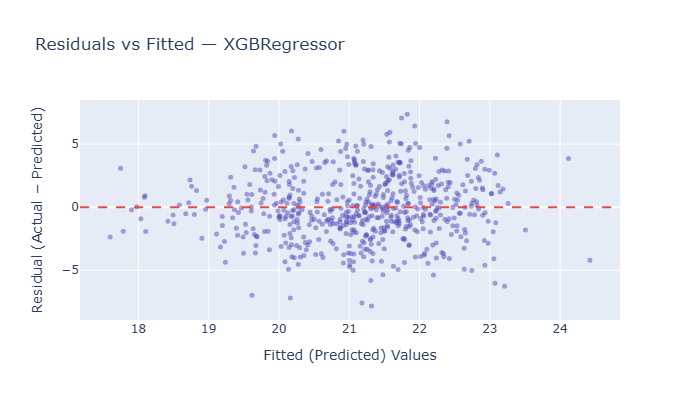 Residuals vs Fitted — XGBRegressor
Residual (Actual − Predicted)
5
0
−5
18 19 20 21 22 23 24
Fitted (Predicted) Values